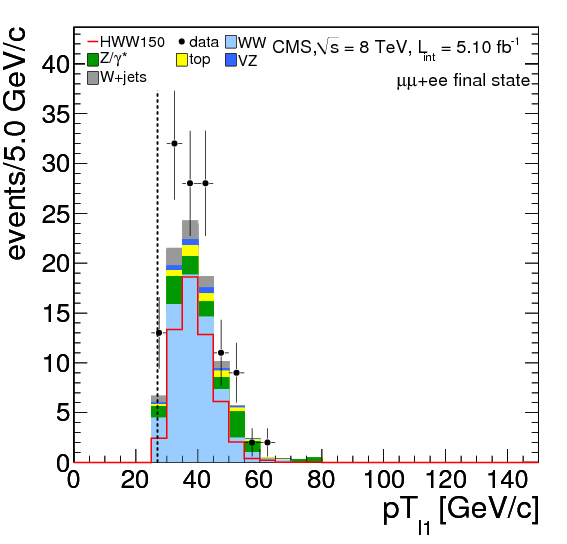 HWW150 data WW CMS,√s = 8 TeV, L_int = 5.10 fb⁻¹
Z/γ* top VZ
W+jets μμ+ee final state
events/5.0 GeV/c
40
35
30
25
20
15
10
5
0
0 20 40 60 80 100 120 140
pT_l1 [GeV/c]